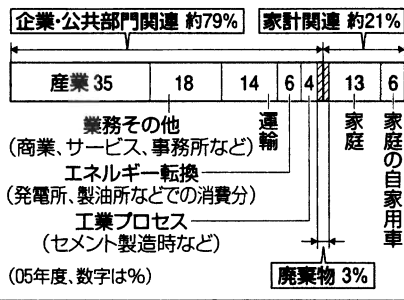 企業・公共部門関連 約79%
家計関連 約21%
産業 35
18
14
6
4
13
6
業務その他
(商業、サービス、事務所など)
運輸
エネルギー転換
(発電所、製油所などでの消費分)
工業プロセス
(セメント製造時など)
家庭
家庭の自家用車
廃棄物 3%
(05年度、数字は%)